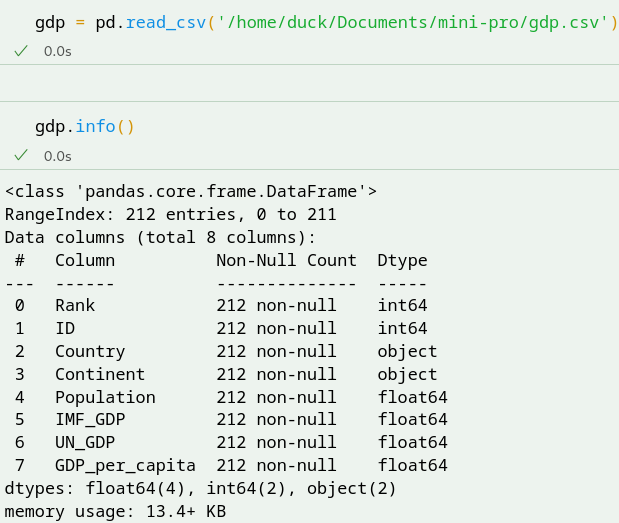 gdp = pd.read_csv('/home/duck/Documents/mini-pro/gdp.csv')
✓ 0.0s
gdp.info()
✓ 0.0s
<class 'pandas.core.frame.DataFrame'>
RangeIndex: 212 entries, 0 to 211
Data columns (total 8 columns):
 #   Column          Non-Null Count  Dtype
---  ------          --------------  -----
 0   Rank            212 non-null    int64
 1   ID              212 non-null    int64
 2   Country         212 non-null    object
 3   Continent       212 non-null    object
 4   Population      212 non-null    float64
 5   IMF_GDP         212 non-null    float64
 6   UN_GDP          212 non-null    float64
 7   GDP_per_capita  212 non-null    float64
dtypes: float64(4), int64(2), object(2)
memory usage: 13.4+ KB